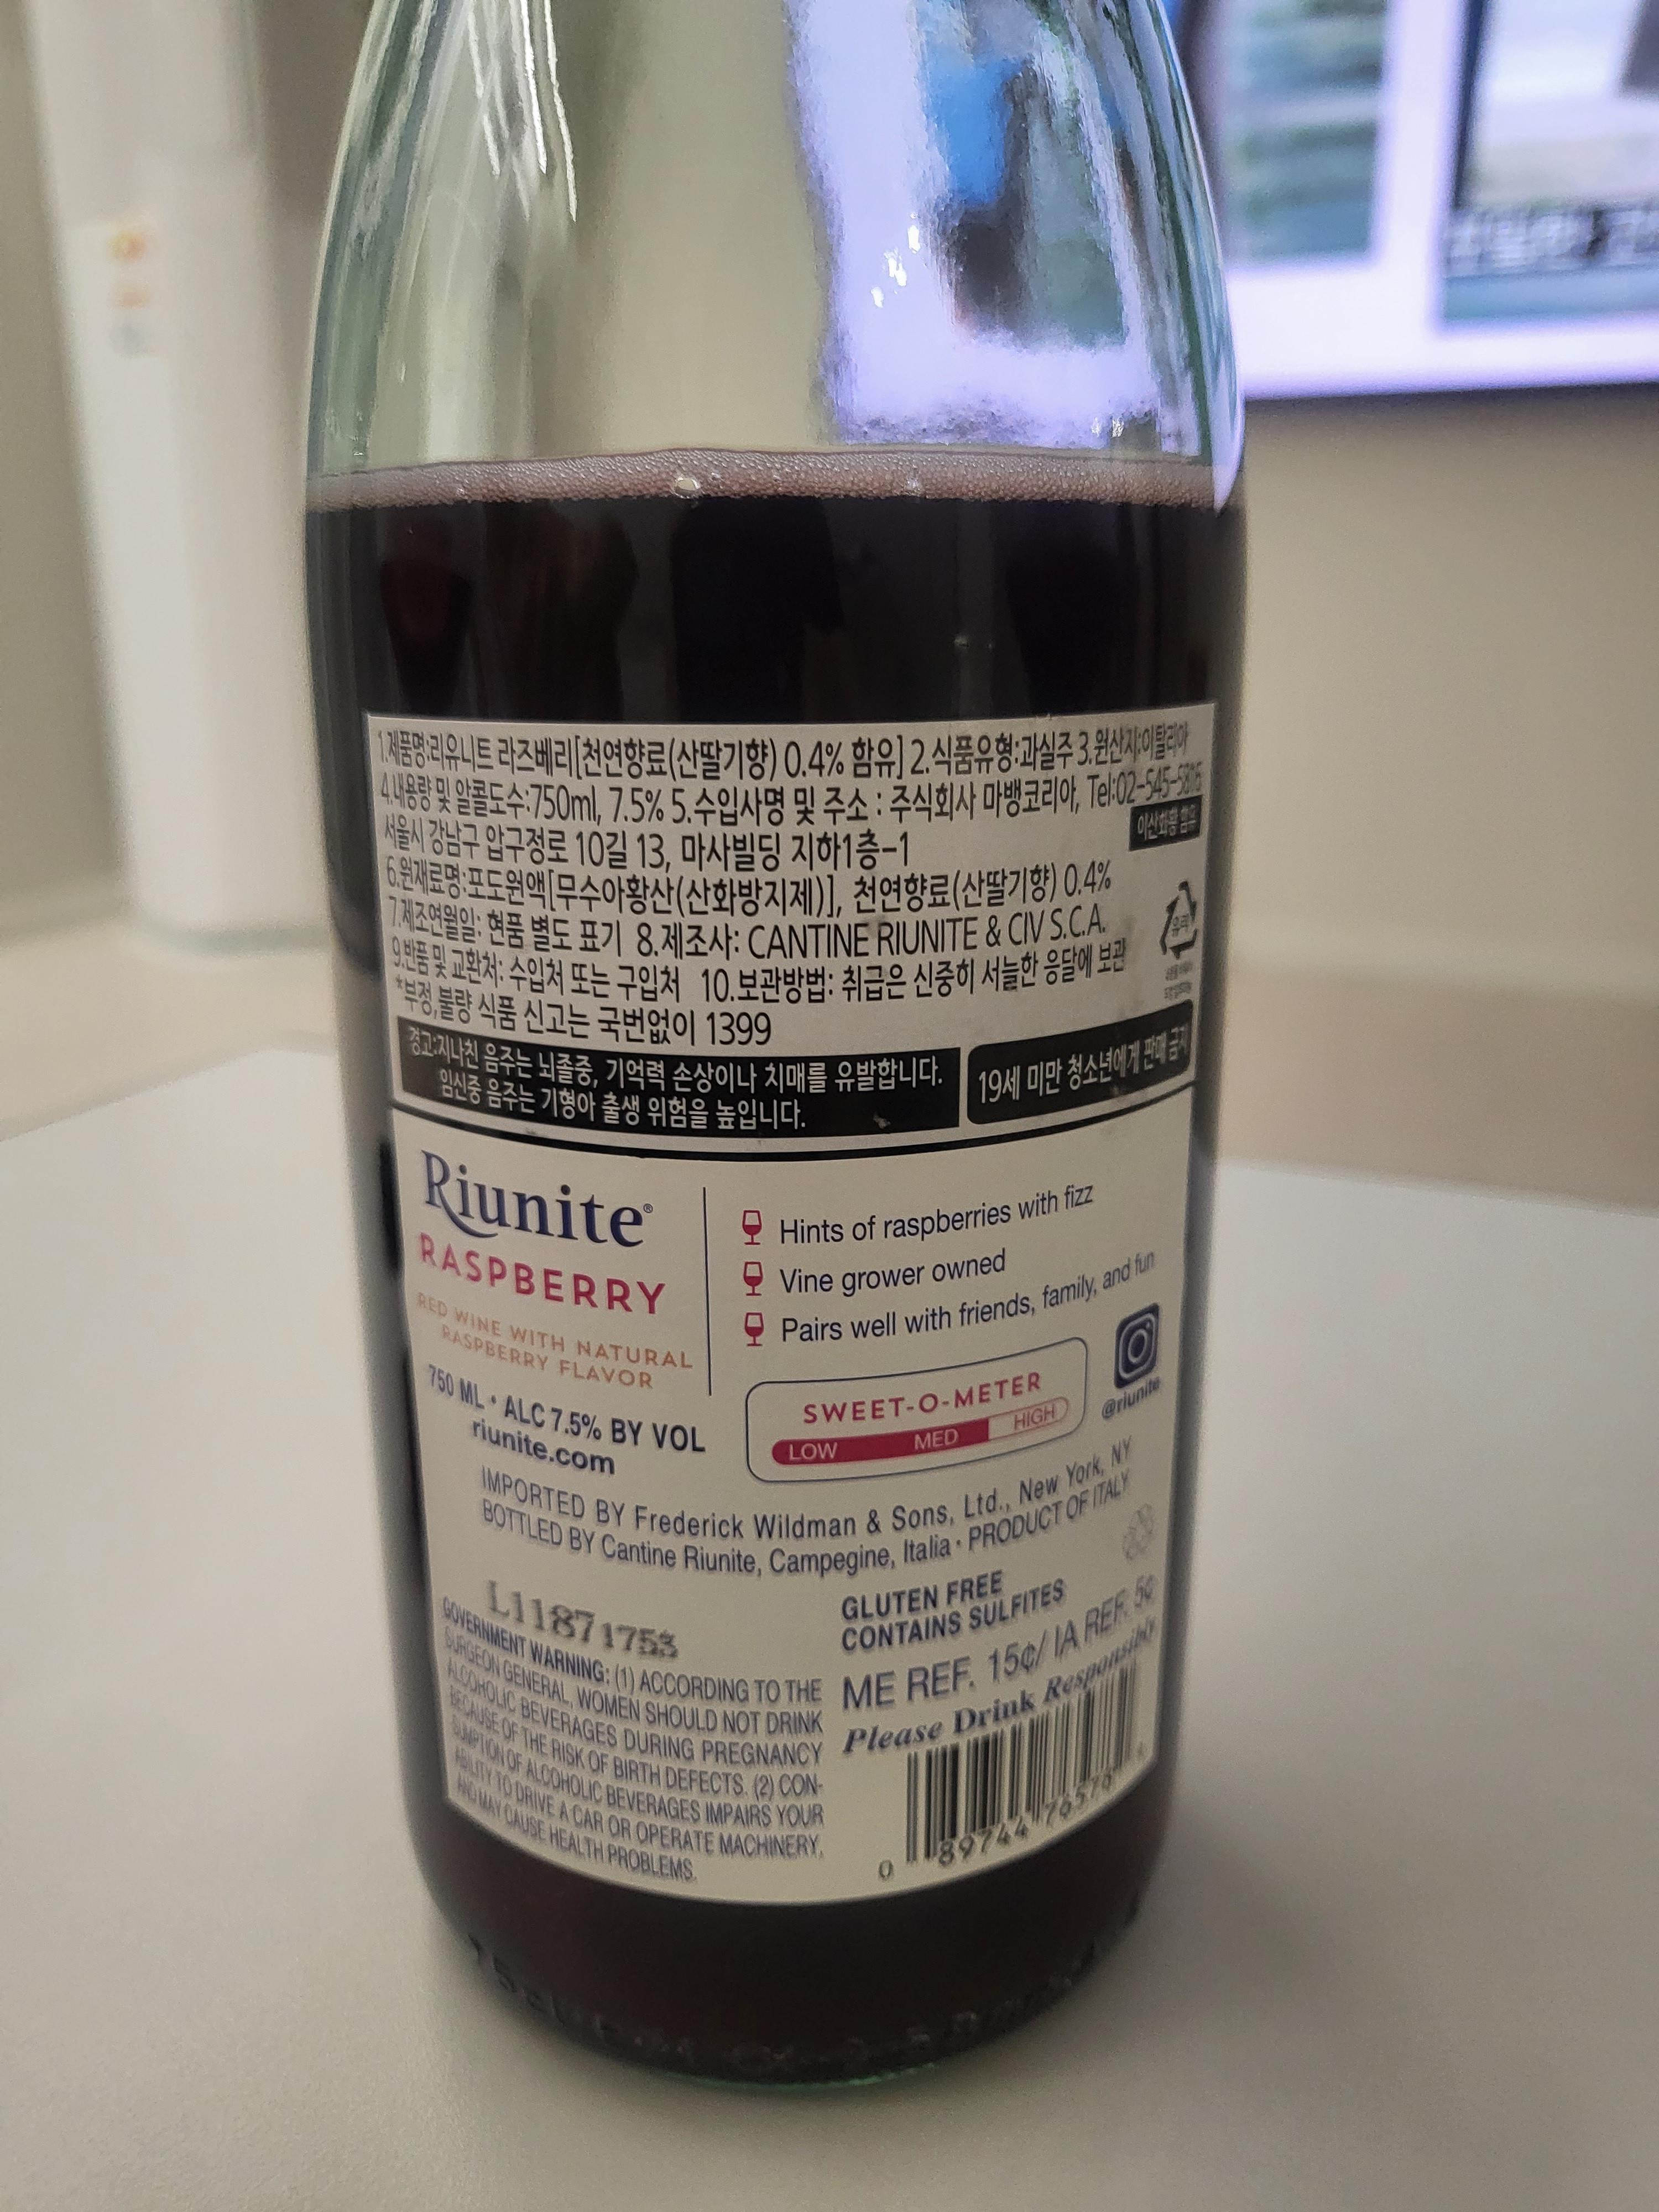 1.제품명:리유니트 라즈베리[천연향료(산딸기향) 0.4% 함유] 2.식품유형:과실주 3.원산지:이탈리아
4.내용량 및 알콜도수:750ml, 7.5% 5.수입사명 및 주소 : 주식회사 마뱅코리아, Tel:02-545-
이산화황 함유
서울시 강남구 압구정로 10길 13, 마사빌딩 지하1층-1
6.원재료명:포도원액[무수아황산(산화방지제)], 천연향료(산딸기향) 0.4%
7.제조연월일: 현품 별도 표기 8.제조사: CANTINE RIUNITE & CIV S.C.A.
유리
9.반품 및 교환처: 수입처 또는 구입처 10.보관방법: 취급은 신중히 서늘한 응달에 보관
*부정,불량 식품 신고는 국번없이 1399
경고:지나친 음주는 뇌졸중, 기억력 손상이나 치매를 유발합니다.
임신중 음주는 기형아 출생 위험을 높입니다.
19세 미만 청소년에게 판매 금지
Riunite®
RASPBERRY
RED WINE WITH NATURAL
RASPBERRY FLAVOR
750 ML • ALC 7.5% BY VOL
riunite.com
Hints of raspberries with fizz
Vine grower owned
Pairs well with friends, family, and fun
SWEET-O-METER
LOW MED HIGH
@riunite
IMPORTED BY Frederick Wildman & Sons, Ltd., New York, NY
BOTTLED BY Cantine Riunite, Campegine, Italia · PRODUCT OF ITALY
L11871753
GOVERNMENT WARNING: (1) ACCORDING TO THE
SURGEON GENERAL, WOMEN SHOULD NOT DRINK
ALCOHOLIC BEVERAGES DURING PREGNANCY
BECAUSE OF THE RISK OF BIRTH DEFECTS. (2) CON-
SUMPTION OF ALCOHOLIC BEVERAGES IMPAIRS YOUR
ABILITY TO DRIVE A CAR OR OPERATE MACHINERY,
AND MAY CAUSE HEALTH PROBLEMS.
GLUTEN FREE
CONTAINS SULFITES
ME REF. 15¢/ IA REF. 5¢
Please Drink Responsibly
0 89744 76570